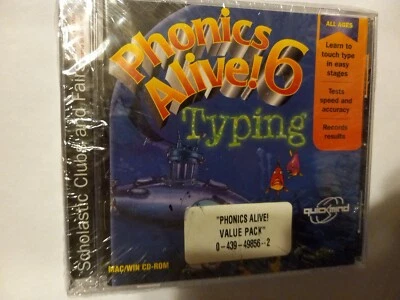 Scholastic Clubs and Fairs
Phonics
Alive! 6
Typing
ALL AGES
Learn to
touch type
in easy
stages
Tests
speed and
accuracy
Records
results
quickmind
"PHONICS ALIVE!
VALUE PACK"
0-439-49856--2
MAC/WIN CD-ROM